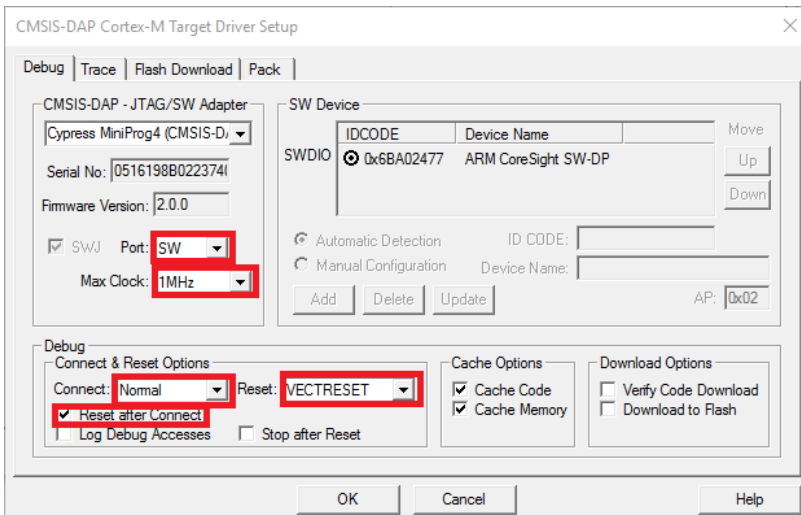 CMSIS-DAP Cortex-M Target Driver Setup
Debug Trace Flash Download Pack
CMSIS-DAP - JTAG/SW Adapter
Cypress MiniProg4 (CMSIS-D
Serial No: 0516198B0223740
Firmware Version: 2.0.0
SWJ Port: SW
Max Clock: 1MHz
SW Device
IDCODE Device Name
SWDIO 0x6BA02477 ARM CoreSight SW-DP
Move
Up
Down
Automatic Detection ID CODE:
Manual Configuration Device Name:
Add Delete Update AP: 0x02
Debug
Connect & Reset Options
Connect: Normal Reset: VECTRESET
Reset after Connect
Log Debug Accesses Stop after Reset
Cache Options
Cache Code
Cache Memory
Download Options
Verify Code Download
Download to Flash
OK Cancel Help